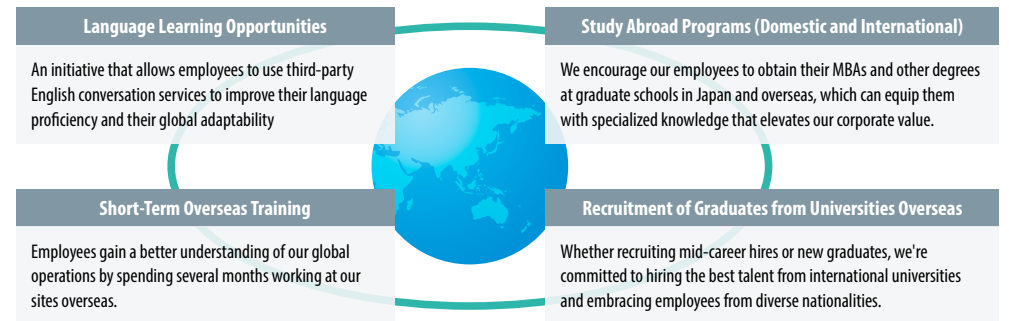 Language Learning Opportunities
An initiative that allows employees to use third-party
English conversation services to improve their language
proficiency and their global adaptability
Study Abroad Programs (Domestic and International)
We encourage our employees to obtain their MBAs and other degrees
at graduate schools in Japan and overseas, which can equip them
with specialized knowledge that elevates our corporate value.
Short-Term Overseas Training
Employees gain a better understanding of our global
operations by spending several months working at our
sites overseas.
Recruitment of Graduates from Universities Overseas
Whether recruiting mid-career hires or new graduates, we're
committed to hiring the best talent from international universities
and embracing employees from diverse nationalities.